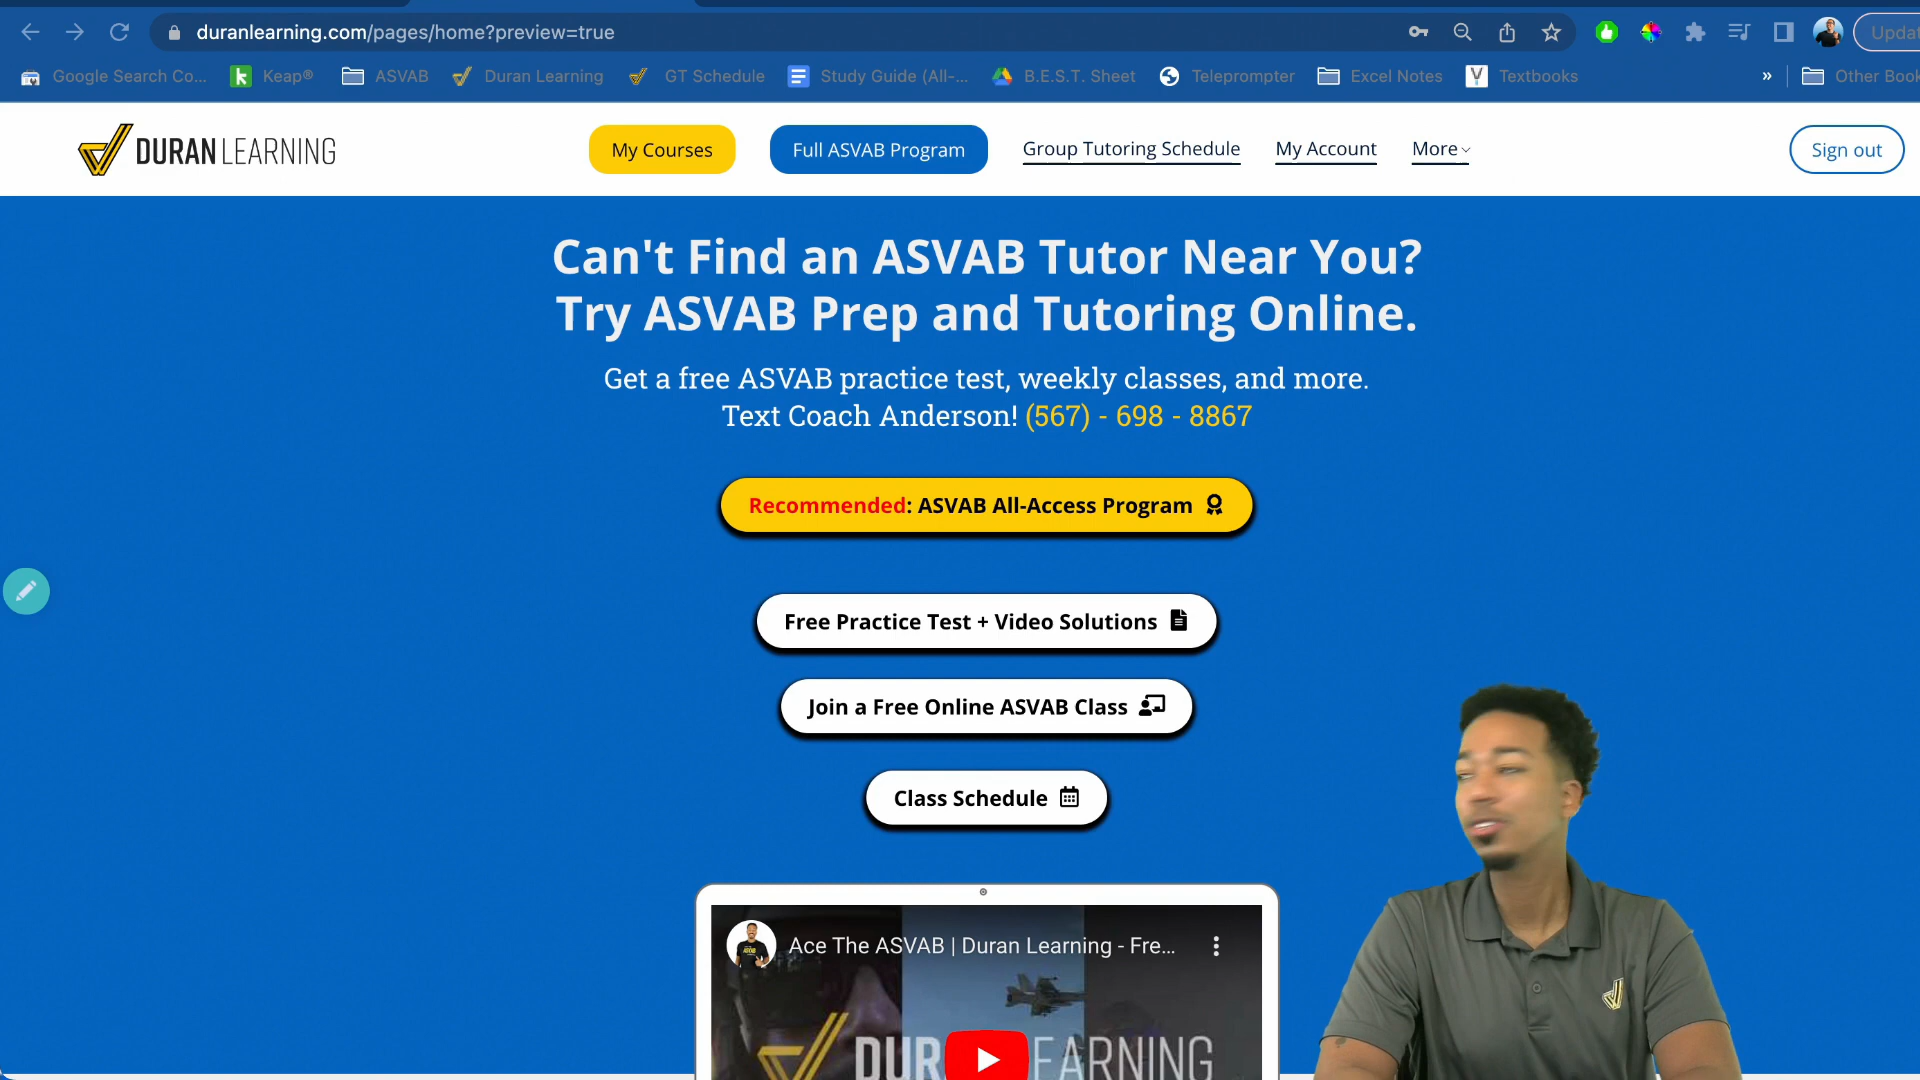 duranlearning.com/pages/home?preview=true
Google Search Co...
Keap®
ASVAB
Duran Learning
GT Schedule
Study Guide (All-...
B.E.S.T. Sheet
Teleprompter
Excel Notes
Textbooks
»
Other Book
DURAN LEARNING
My Courses
Full ASVAB Program
Group Tutoring Schedule
My Account
More
Sign out
Can't Find an ASVAB Tutor Near You?
Try ASVAB Prep and Tutoring Online.
Get a free ASVAB practice test, weekly classes, and more.
Text Coach Anderson! (567) - 698 - 8867
Recommended: ASVAB All-Access Program
Free Practice Test + Video Solutions
Join a Free Online ASVAB Class
Class Schedule
Ace The ASVAB | Duran Learning - Fre...